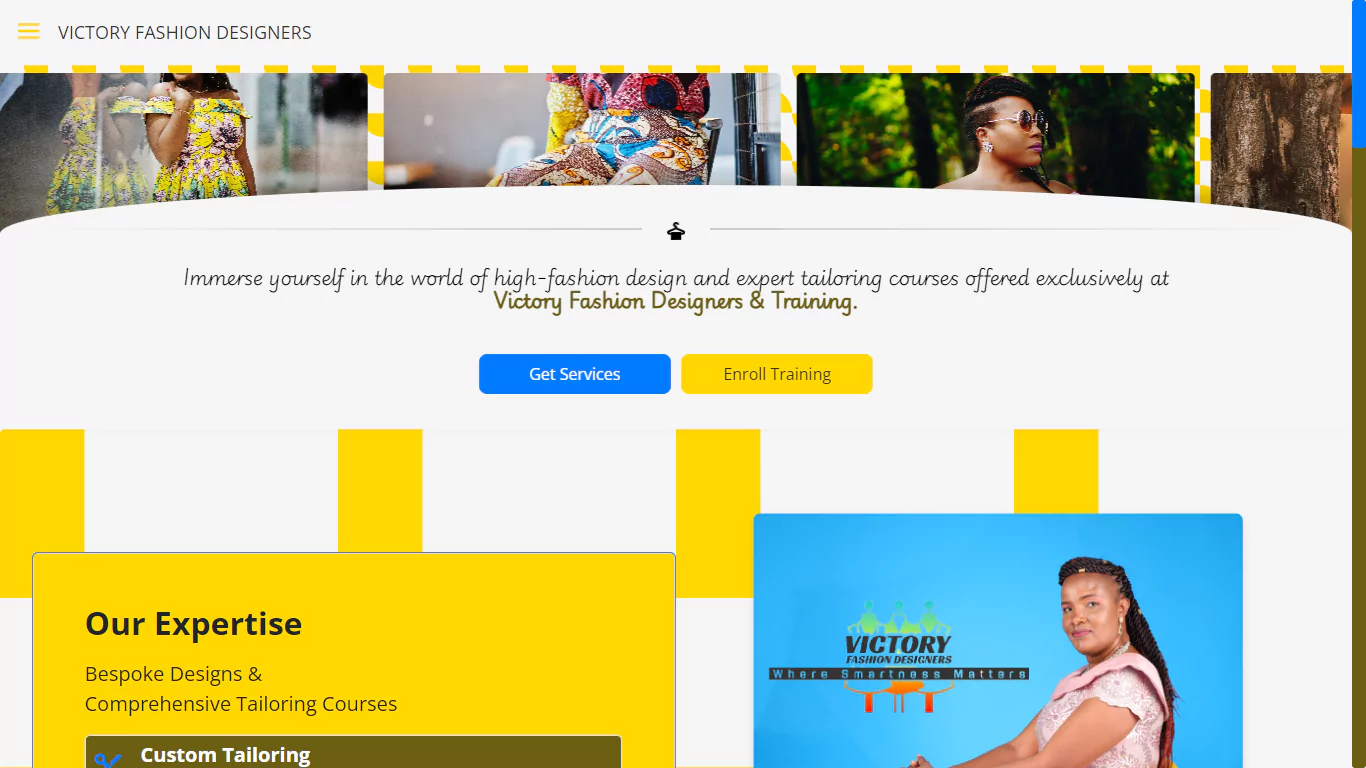 VICTORY FASHION DESIGNERS
Immerse yourself in the world of high-fashion design and expert tailoring courses offered exclusively at
Victory Fashion Designers & Training.
Get Services
Enroll Training
Our Expertise
Bespoke Designs &
Comprehensive Tailoring Courses
Custom Tailoring
VICTORY
FASHION DESIGNERS
Where Smartness Matters